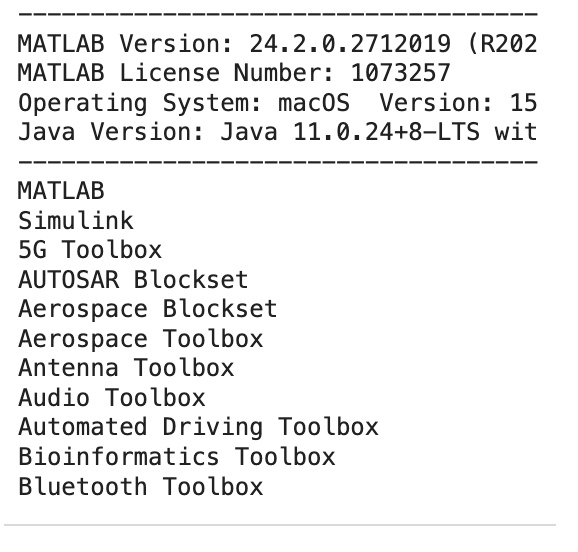 ------------------------------------
MATLAB Version: 24.2.0.2712019 (R202
MATLAB License Number: 1073257
Operating System: macOS  Version: 15
Java Version: Java 11.0.24+8-LTS wit
------------------------------------
MATLAB
Simulink
5G Toolbox
AUTOSAR Blockset
Aerospace Blockset
Aerospace Toolbox
Antenna Toolbox
Audio Toolbox
Automated Driving Toolbox
Bioinformatics Toolbox
Bluetooth Toolbox